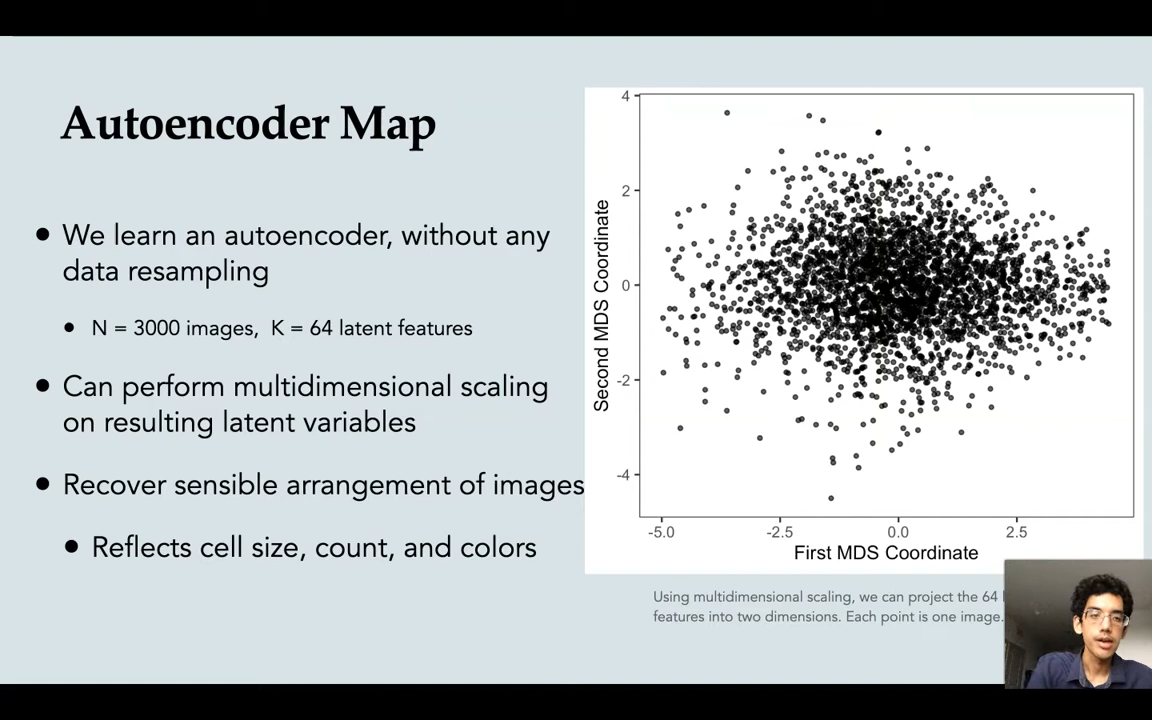 Autoencoder Map
• We learn an autoencoder, without any
data resampling
• N = 3000 images, K = 64 latent features
• Can perform multidimensional scaling
on resulting latent variables
• Recover sensible arrangement of images
• Reflects cell size, count, and colors
Second MDS Coordinate
4
2
0
-2
-4
-5.0
-2.5
0.0
2.5
First MDS Coordinate
Using multidimensional scaling, we can project the 64
features into two dimensions. Each point is one image.